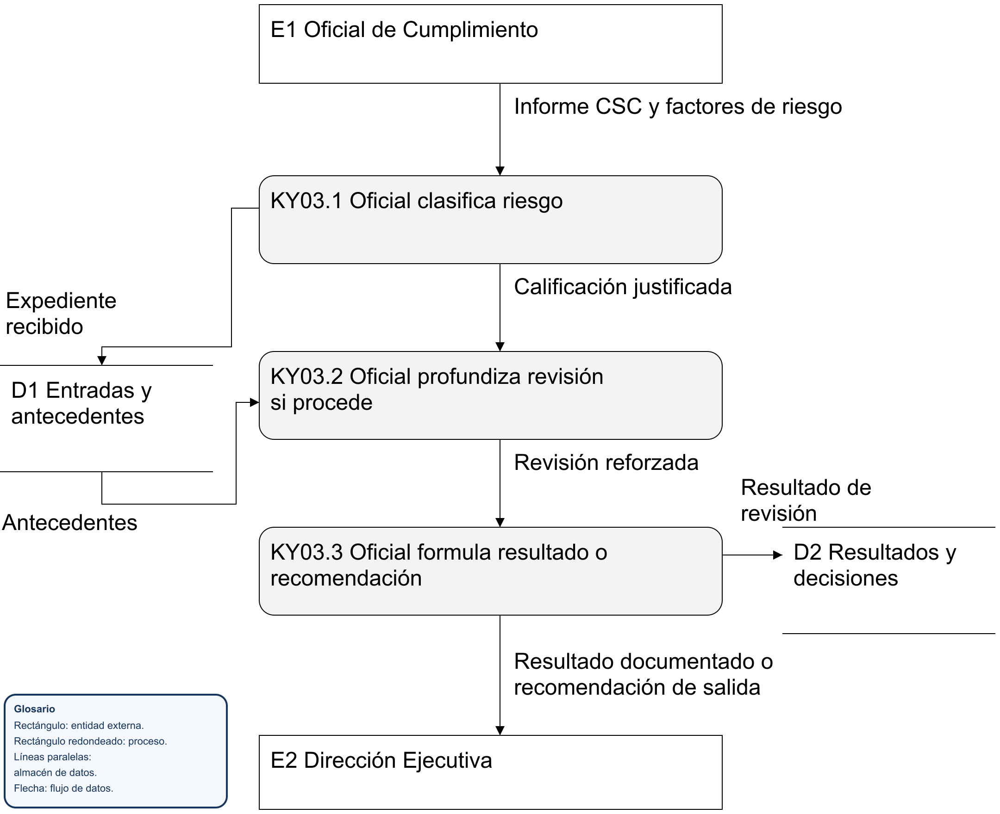 E1 Oficial de Cumplimiento
Informe CSC y factores de riesgo
KY03.1 Oficial clasifica riesgo
Calificación justificada
Expediente
recibido
D1 Entradas y
antecedentes
KY03.2 Oficial profundiza revisión
si procede
Antecedentes
Revisión reforzada
Resultado de
revisión
KY03.3 Oficial formula resultado o
recomendación
D2 Resultados y
decisiones
Resultado documentado o
recomendación de salida
Glosario
Rectángulo: entidad externa.
Rectángulo redondeado: proceso.
Líneas paralelas:
almacén de datos.
Flecha: flujo de datos.
E2 Dirección Ejecutiva